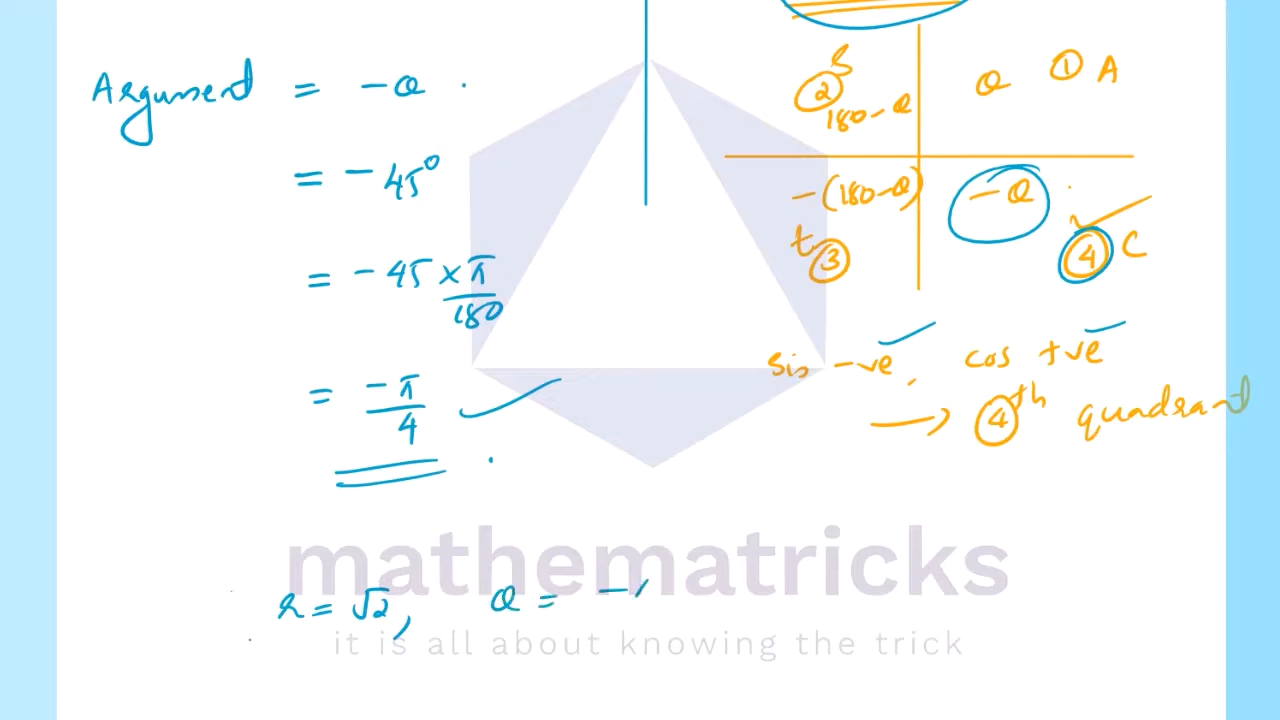 Argument = -θ
= -45°
= -45 × π/180
= -π/4
S
② 180-θ
θ ① A
-(180-θ)
t ③
-θ
④ C
sin -ve, cos +ve
→ ④th quadrant
mathematricks
r = √2, θ = -
it is all about knowing the trick